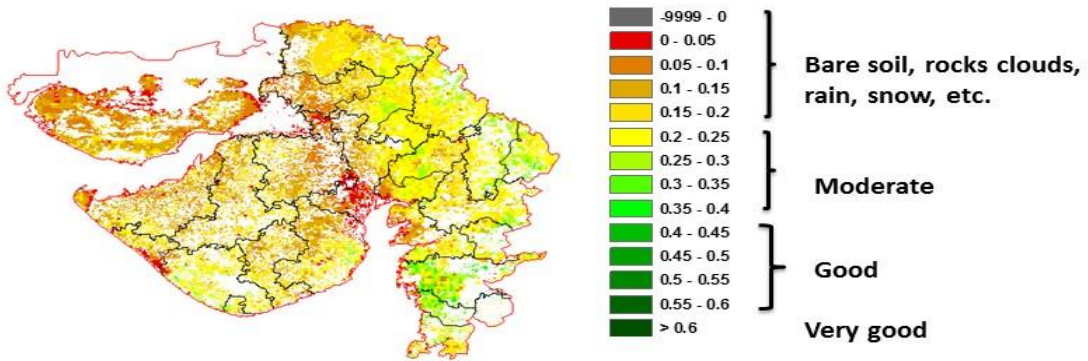 -9999 - 0
0 - 0.05
0.05 - 0.1
0.1 - 0.15
0.15 - 0.2
0.2 - 0.25
0.25 - 0.3
0.3 - 0.35
0.35 - 0.4
0.4 - 0.45
0.45 - 0.5
0.5 - 0.55
0.55 - 0.6
> 0.6
Bare soil, rocks clouds,
rain, snow, etc.
Moderate
Good
Very good